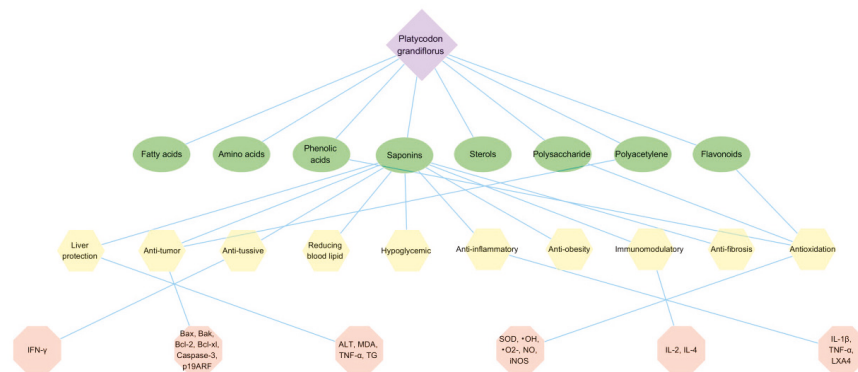 Platycodon
grandiflorus
Fatty acids
Amino acids
Phenolic
acids
Saponins
Sterols
Polysaccharide
Polyacetylene
Flavonoids
Liver
protection
Anti-tumor
Anti-tussive
Reducing
blood lipid
Hypoglycemic
Anti-inflammatory
Anti-obesity
Immunomodulatory
Anti-fibrosis
Antioxidation
IFN-γ
Bax, Bak,
Bcl-2, Bcl-xl,
Caspase-3,
p19ARF
ALT, MDA,
TNF-α, TG
SOD, •OH,
•O2-, NO,
iNOS
IL-2, IL-4
IL-1β,
TNF-α,
LXA4